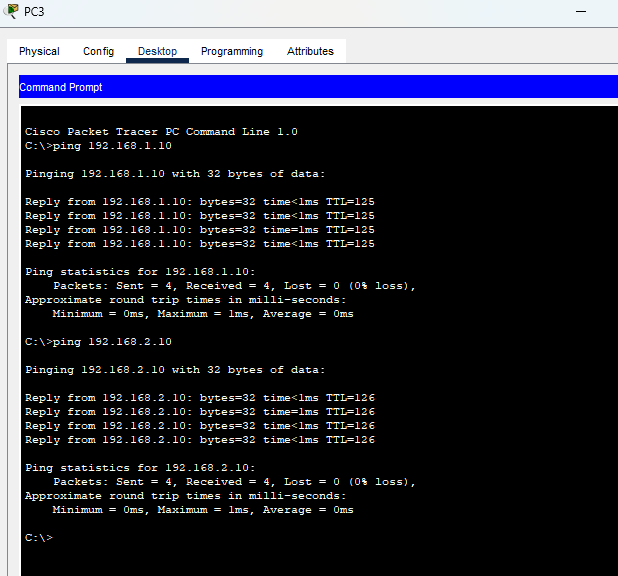 PC3
Physical Config Desktop Programming Attributes
Command Prompt
Cisco Packet Tracer PC Command Line 1.0
C:\>ping 192.168.1.10
Pinging 192.168.1.10 with 32 bytes of data:
Reply from 192.168.1.10: bytes=32 time<1ms TTL=125
Reply from 192.168.1.10: bytes=32 time<1ms TTL=125
Reply from 192.168.1.10: bytes=32 time=1ms TTL=125
Reply from 192.168.1.10: bytes=32 time<1ms TTL=125
Ping statistics for 192.168.1.10:
Packets: Sent = 4, Received = 4, Lost = 0 (0% loss),
Approximate round trip times in milli-seconds:
Minimum = 0ms, Maximum = 1ms, Average = 0ms
C:\>ping 192.168.2.10
Pinging 192.168.2.10 with 32 bytes of data:
Reply from 192.168.2.10: bytes=32 time<1ms TTL=126
Reply from 192.168.2.10: bytes=32 time=1ms TTL=126
Reply from 192.168.2.10: bytes=32 time<1ms TTL=126
Reply from 192.168.2.10: bytes=32 time<1ms TTL=126
Ping statistics for 192.168.2.10:
Packets: Sent = 4, Received = 4, Lost = 0 (0% loss),
Approximate round trip times in milli-seconds:
Minimum = 0ms, Maximum = 1ms, Average = 0ms
C:\>